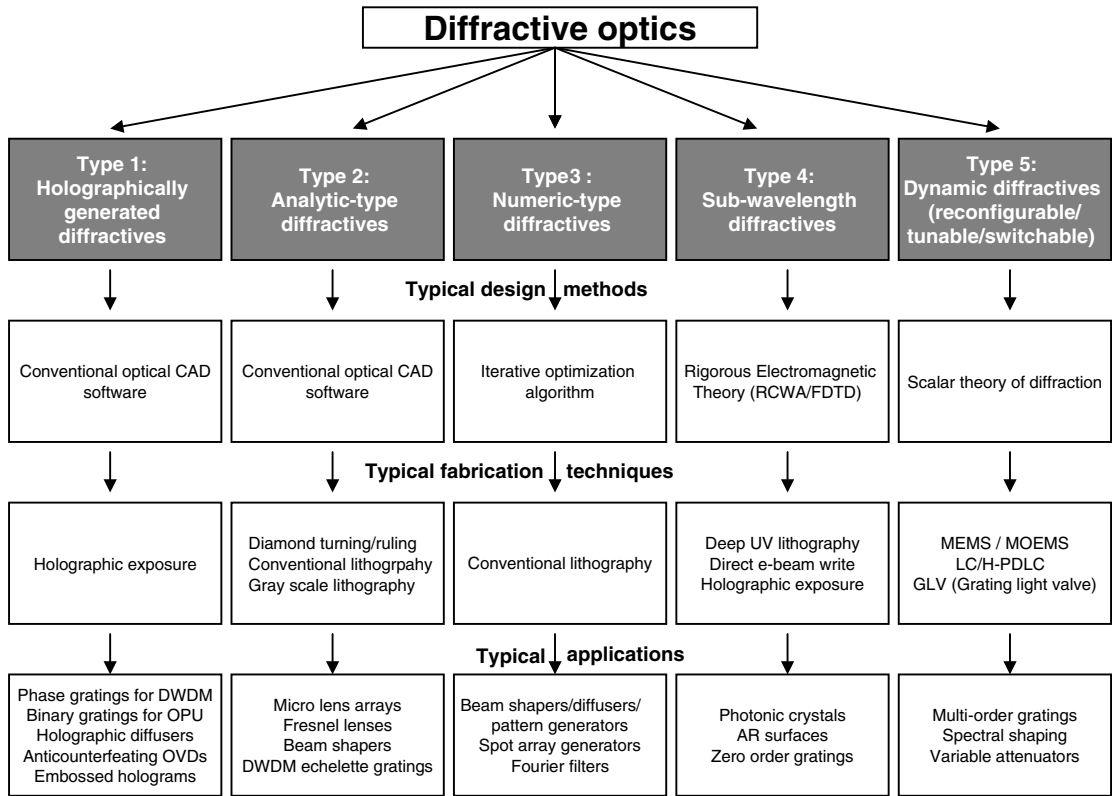 Diffractive optics
Type 1:
Holographically
generated
diffractives
Type 2:
Analytic-type
diffractives
Type3 :
Numeric-type
diffractives
Type 4:
Sub-wavelength
diffractives
Type 5:
Dynamic diffractives
(reconfigurable/
tunable/switchable)
Typical design methods
Conventional optical CAD
software
Conventional optical CAD
software
Iterative optimization
algorithm
Rigorous Electromagnetic
Theory (RCWA/FDTD)
Scalar theory of diffraction
Typical fabrication techniques
Holographic exposure
Diamond turning/ruling
Conventional lithogrpahy
Gray scale lithography
Conventional lithography
Deep UV lithography
Direct e-beam write
Holographic exposure
MEMS / MOEMS
LC/H-PDLC
GLV (Grating light valve)
Typical applications
Phase gratings for DWDM
Binary gratings for OPU
Holographic diffusers
Anticounterfeating OVDs
Embossed holograms
Micro lens arrays
Fresnel lenses
Beam shapers
DWDM echelette gratings
Beam shapers/diffusers/
pattern generators
Spot array generators
Fourier filters
Photonic crystals
AR surfaces
Zero order gratings
Multi-order gratings
Spectral shaping
Variable attenuators